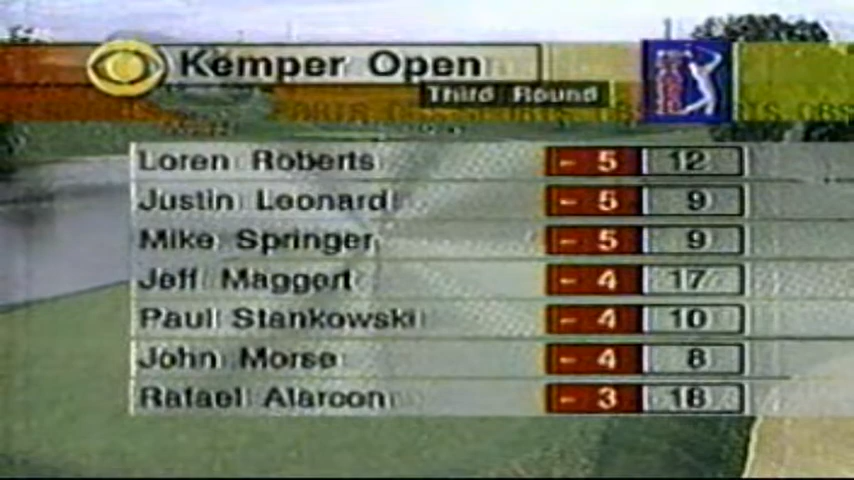 Kemper Open
Third Round
Loren Roberts - 5 12
Justin Leonard - 5 9
Mike Springer - 5 9
Jeff Maggert - 4 17
Paul Stankowski - 4 10
John Morse - 4 8
Rafael Alarcon - 3 18